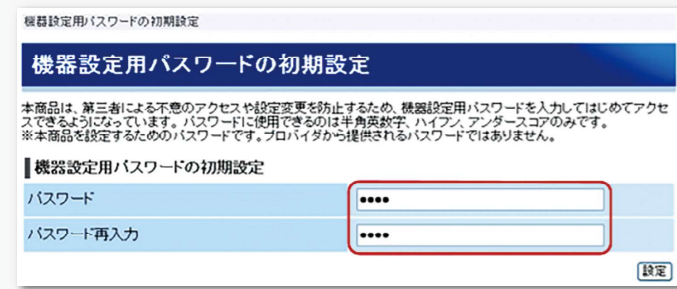 機器設定用パスワードの初期設定
機器設定用パスワードの初期設定
本商品は、第三者による不意のアクセスや設定変更を防止するため、機器設定用パスワードを入力してはじめてアクセ
スできるようになっています。パスワードに使用できるのは半角英数字、ハイフン、アンダースコアのみです。
※本商品を設定するためのパスワードです。プロバイダから提供されるパスワードではありません。
機器設定用パスワードの初期設定
パスワード ••••
パスワード再入力 ••••
設定